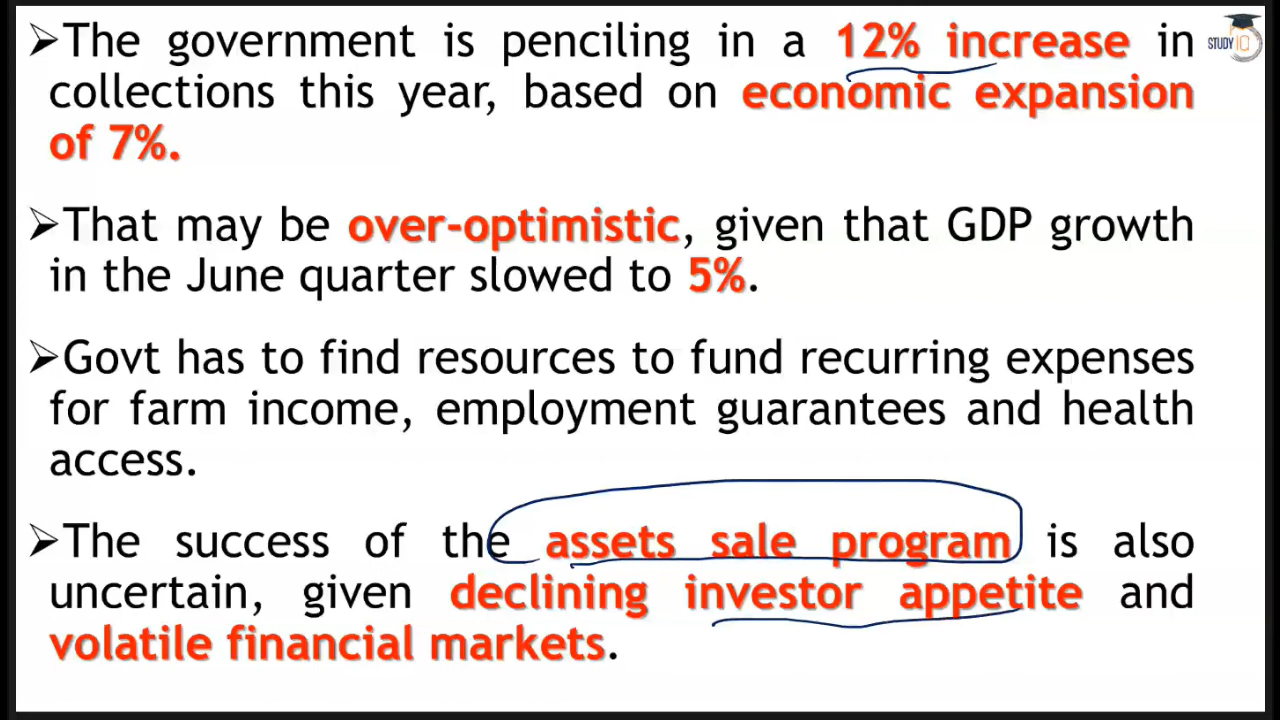 ➢The government is penciling in a 12% increase in
collections this year, based on economic expansion
of 7%.
➢That may be over-optimistic, given that GDP growth
in the June quarter slowed to 5%.
➢Govt has to find resources to fund recurring expenses
for farm income, employment guarantees and health
access.
➢The success of the assets sale program is also
uncertain, given declining investor appetite and
volatile financial markets.
STUDY IQ